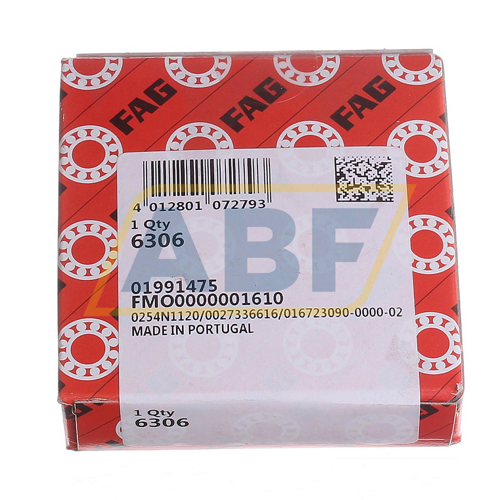 FAG
FAG
FAG
FAG
4 012801 072793
1 Qty
6306
ABF
01991475
FMO0000001610
0254N1120/0027336616/016723090-0000-02
MADE IN PORTUGAL
1 Qty
6306